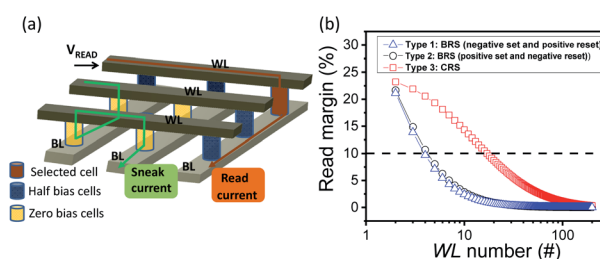 (a)
V_READ
WL
WL
WL
BL
BL
BL
Selected cell
Half bias cells
Zero bias cells
Sneak
current
Read
current
(b)
Type 1: BRS (negative set and positive reset)
Type 2: BRS (positive set and negative reset))
Type 3: CRS
Read margin (%)
30
25
20
15
10
5
0
1
10
100
WL number (#)